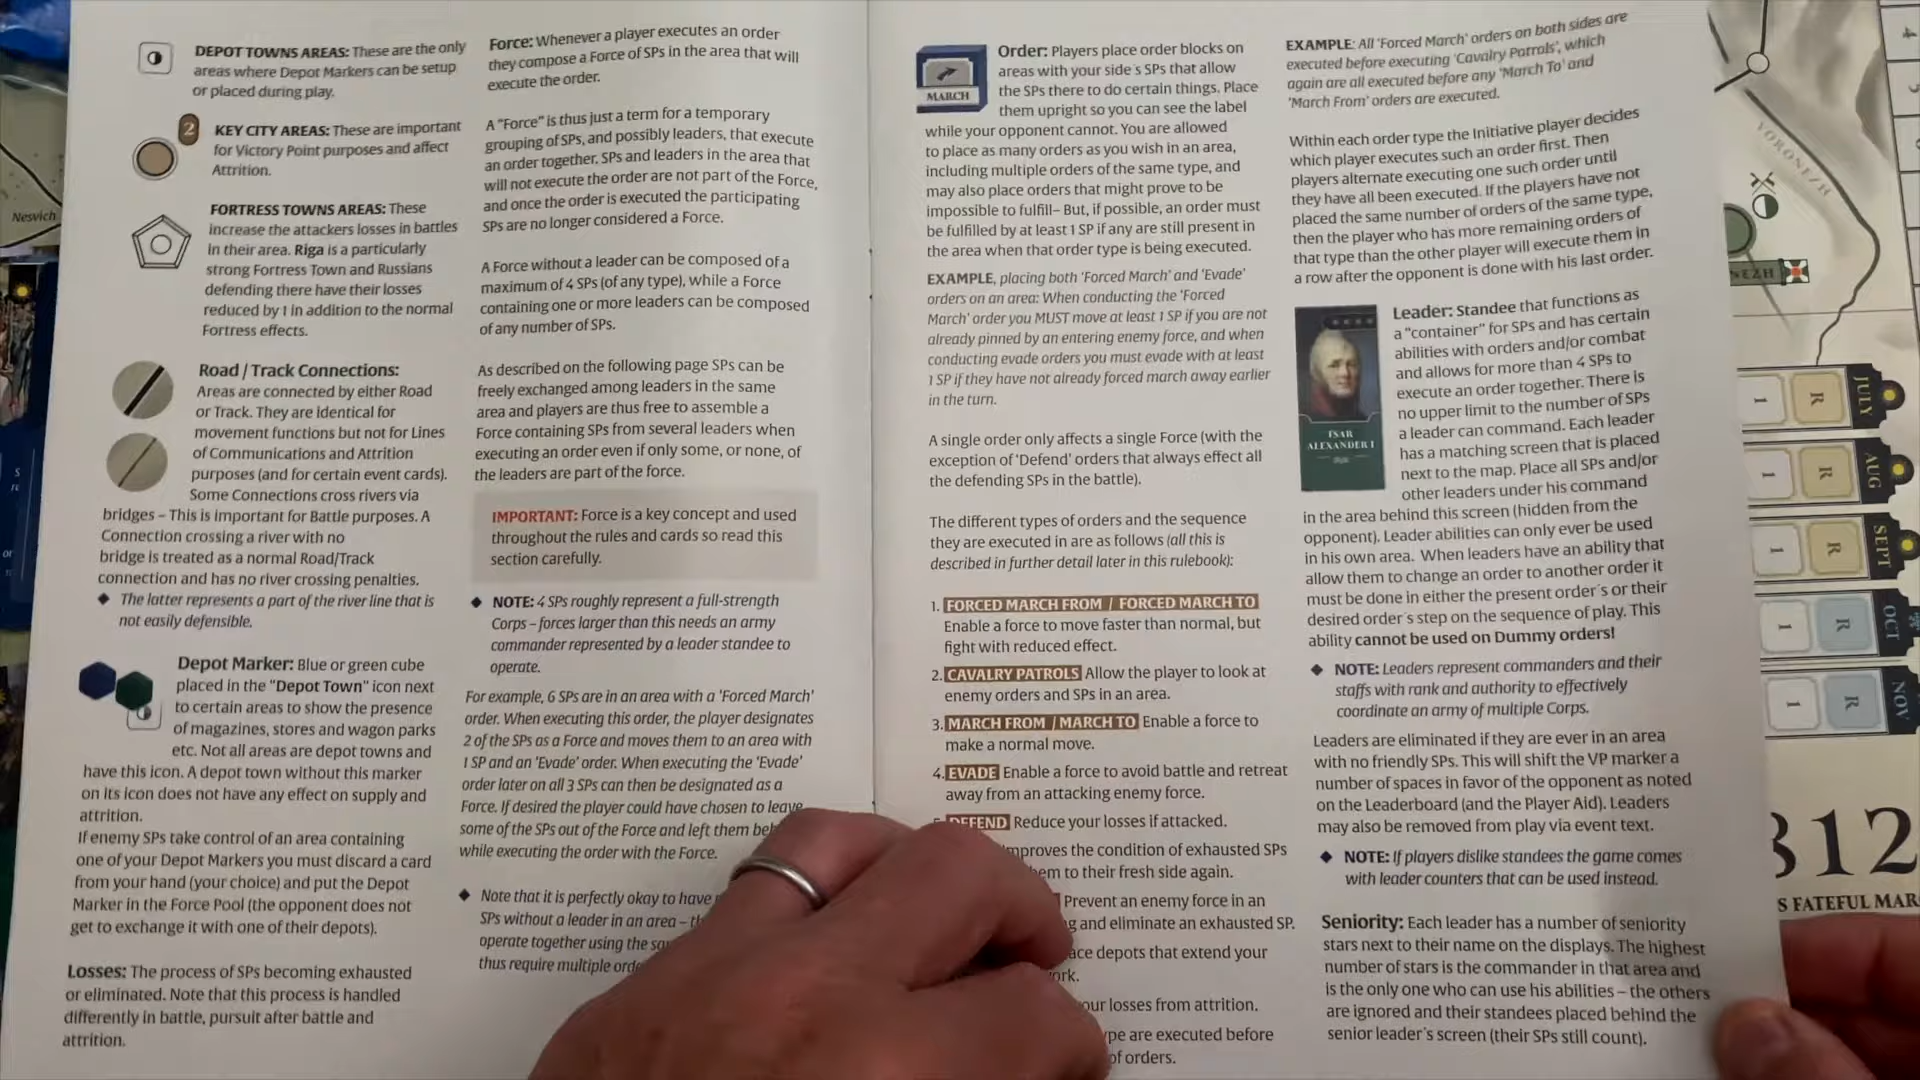 DEPOT TOWNS AREAS: These are the only
areas where Depot Markers can be setup
or placed during play.
2
KEY CITY AREAS: These are important
for Victory Point purposes and affect
Attrition.
FORTRESS TOWNS AREAS: These
increase the attackers losses in battles
in their area. Riga is a particularly
strong Fortress Town and Russians
defending there have their losses
reduced by 1 in addition to the normal
Fortress effects.
Road / Track Connections:
Areas are connected by either Road
or Track. They are identical for
movement functions but not for Lines
of Communications and Attrition
purposes (and for certain event cards).
Some Connections cross rivers via
bridges – This is important for Battle purposes. A
Connection crossing a river with no
bridge is treated as a normal Road/Track
connection and has no river crossing penalties.
The latter represents a part of the river line that is
not easily defensible.
Depot Marker: Blue or green cube
placed in the "Depot Town" icon next
to certain areas to show the presence
of magazines, stores and wagon parks
etc. Not all areas are depot towns and
have this icon. A depot town without this marker
on its icon does not have any effect on supply and
attrition.
If enemy SPs take control of an area containing
one of your Depot Markers you must discard a card
from your hand (your choice) and put the Depot
Marker in the Force Pool (the opponent does not
get to exchange it with one of their depots).
Losses: The process of SPs becoming exhausted
or eliminated. Note that this process is handled
differently in battle, pursuit after battle and
attrition.
Force: Whenever a player executes an order
they compose a Force of SPs in the area that will
execute the order.
A "Force" is thus just a term for a temporary
grouping of SPs, and possibly leaders, that execute
an order together. SPs and leaders in the area that
will not execute the order are not part of the Force,
and once the order is executed the participating
SPs are no longer considered a Force.
A Force without a leader can be composed of a
maximum of 4 SPs (of any type), while a Force
containing one or more leaders can be composed
of any number of SPs.
As described on the following page SPs can be
freely exchanged among leaders in the same
area and players are thus free to assemble a
Force containing SPs from several leaders when
executing an order even if only some, or none, of
the leaders are part of the force.
IMPORTANT: Force is a key concept and used
throughout the rules and cards so read this
section carefully.
NOTE: 4 SPs roughly represent a full-strength
Corps – forces larger than this needs an army
commander represented by a leader standee to
operate.
For example, 6 SPs are in an area with a 'Forced March'
order. When executing this order, the player designates
2 of the SPs as a Force and moves them to an area with
1 SP and an 'Evade' order. When executing the 'Evade'
order later on all 3 SPs can then be designated as a
Force. If desired the player could have chosen to leave
some of the SPs out of the Force and left them
while executing the order with the Force.
Note that it is perfectly okay to have
SPs without a leader in an area –
operate together using the
thus require multiple
MARCH
Order: Players place order blocks on
areas with your side´s SPs that allow
the SPs there to do certain things. Place
them upright so you can see the label
while your opponent cannot. You are allowed
to place as many orders as you wish in an area,
including multiple orders of the same type, and
may also place orders that might prove to be
impossible to fulfill– But, if possible, an order must
be fulfilled by at least 1 SP if any are still present in
the area when that order type is being executed.
EXAMPLE, placing both 'Forced March' and 'Evade'
orders on an area: When conducting the 'Forced
March' order you MUST move at least 1 SP if you are not
already pinned by an entering enemy force, and when
conducting evade orders you must evade with at least
1 SP if they have not already forced march away earlier
in the turn.
A single order only affects a single Force (with the
exception of 'Defend' orders that always effect all
the defending SPs in the battle).
The different types of orders and the sequence
they are executed in are as follows (all this is
described in further detail later in this rulebook):
1. FORCED MARCH FROM / FORCED MARCH TO
Enable a force to move faster than normal, but
fight with reduced effect.
2. CAVALRY PATROLS Allow the player to look at
enemy orders and SPs in an area.
3. MARCH FROM / MARCH TO Enable a force to
make a normal move.
4. EVADE Enable a force to avoid battle and retreat
away from an attacking enemy force.
DEFEND Reduce your losses if attacked.
the condition of exhausted SPs
to their fresh side again.
Prevent an enemy force in an
and eliminate an exhausted SP.
depots that extend your
our losses from attrition.
are executed before
of orders.
EXAMPLE: All 'Forced March' orders on both sides are
executed before executing 'Cavalry Patrols', which
again are all executed before any 'March To' and
'March From' orders are executed.
Within each order type the Initiative player decides
which player executes such an order first. Then
players alternate executing one such order until
they have all been executed. If the players have not
placed the same number of orders of the same type,
then the player who has more remaining orders of
that type than the other player will execute them in
a row after the opponent is done with his last order.
TSAR
ALEXANDER I
Leader: Standee that functions as
a "container" for SPs and has certain
abilities with orders and/or combat
and allows for more than 4 SPs to
execute an order together. There is
no upper limit to the number of SPs
a leader can command. Each leader
has a matching screen that is placed
next to the map. Place all SPs and/or
other leaders under his command
in the area behind this screen (hidden from the
opponent). Leader abilities can only ever be used
in his own area. When leaders have an ability that
allow them to change an order to another order it
must be done in either the present order´s or their
desired order´s step on the sequence of play. This
ability cannot be used on Dummy orders!
NOTE: Leaders represent commanders and their
staffs with rank and authority to effectively
coordinate an army of multiple Corps.
Leaders are eliminated if they are ever in an area
with no friendly SPs. This will shift the VP marker a
number of spaces in favor of the opponent as noted
on the Leaderboard (and the Player Aid). Leaders
may also be removed from play via event text.
NOTE: If players dislike standees the game comes
with leader counters that can be used instead.
Seniority: Each leader has a number of seniority
stars next to their name on the displays. The highest
number of stars is the commander in that area and
is the only one who can use his abilities – the others
are ignored and their standees placed behind the
senior leader's screen (their SPs still count).
Nesvich
VORONEZH
JULY
R
1
AUG
R
1
SEPT
R
1
OCT
R
1
NOV
R
1
312
S FATEFUL MAR